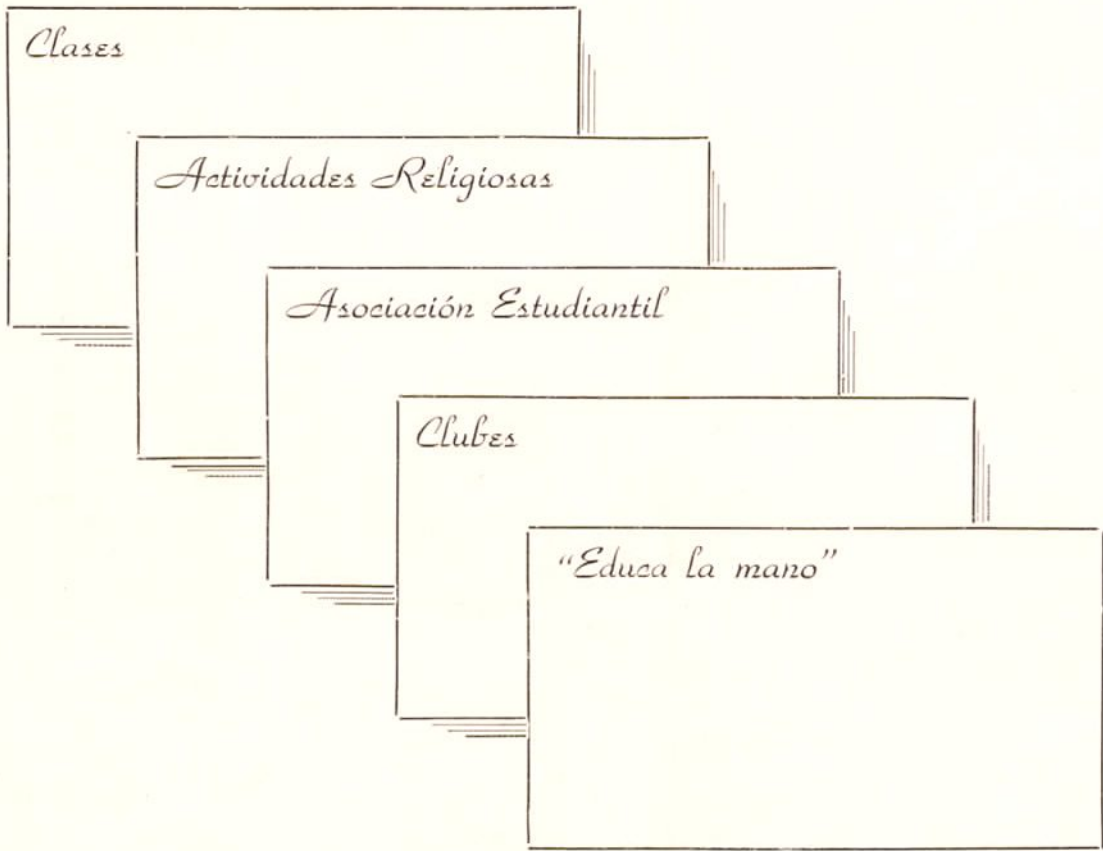 Clases
Actividades Religiosas
Asociación Estudiantil
Clubes
“Educa la mano”